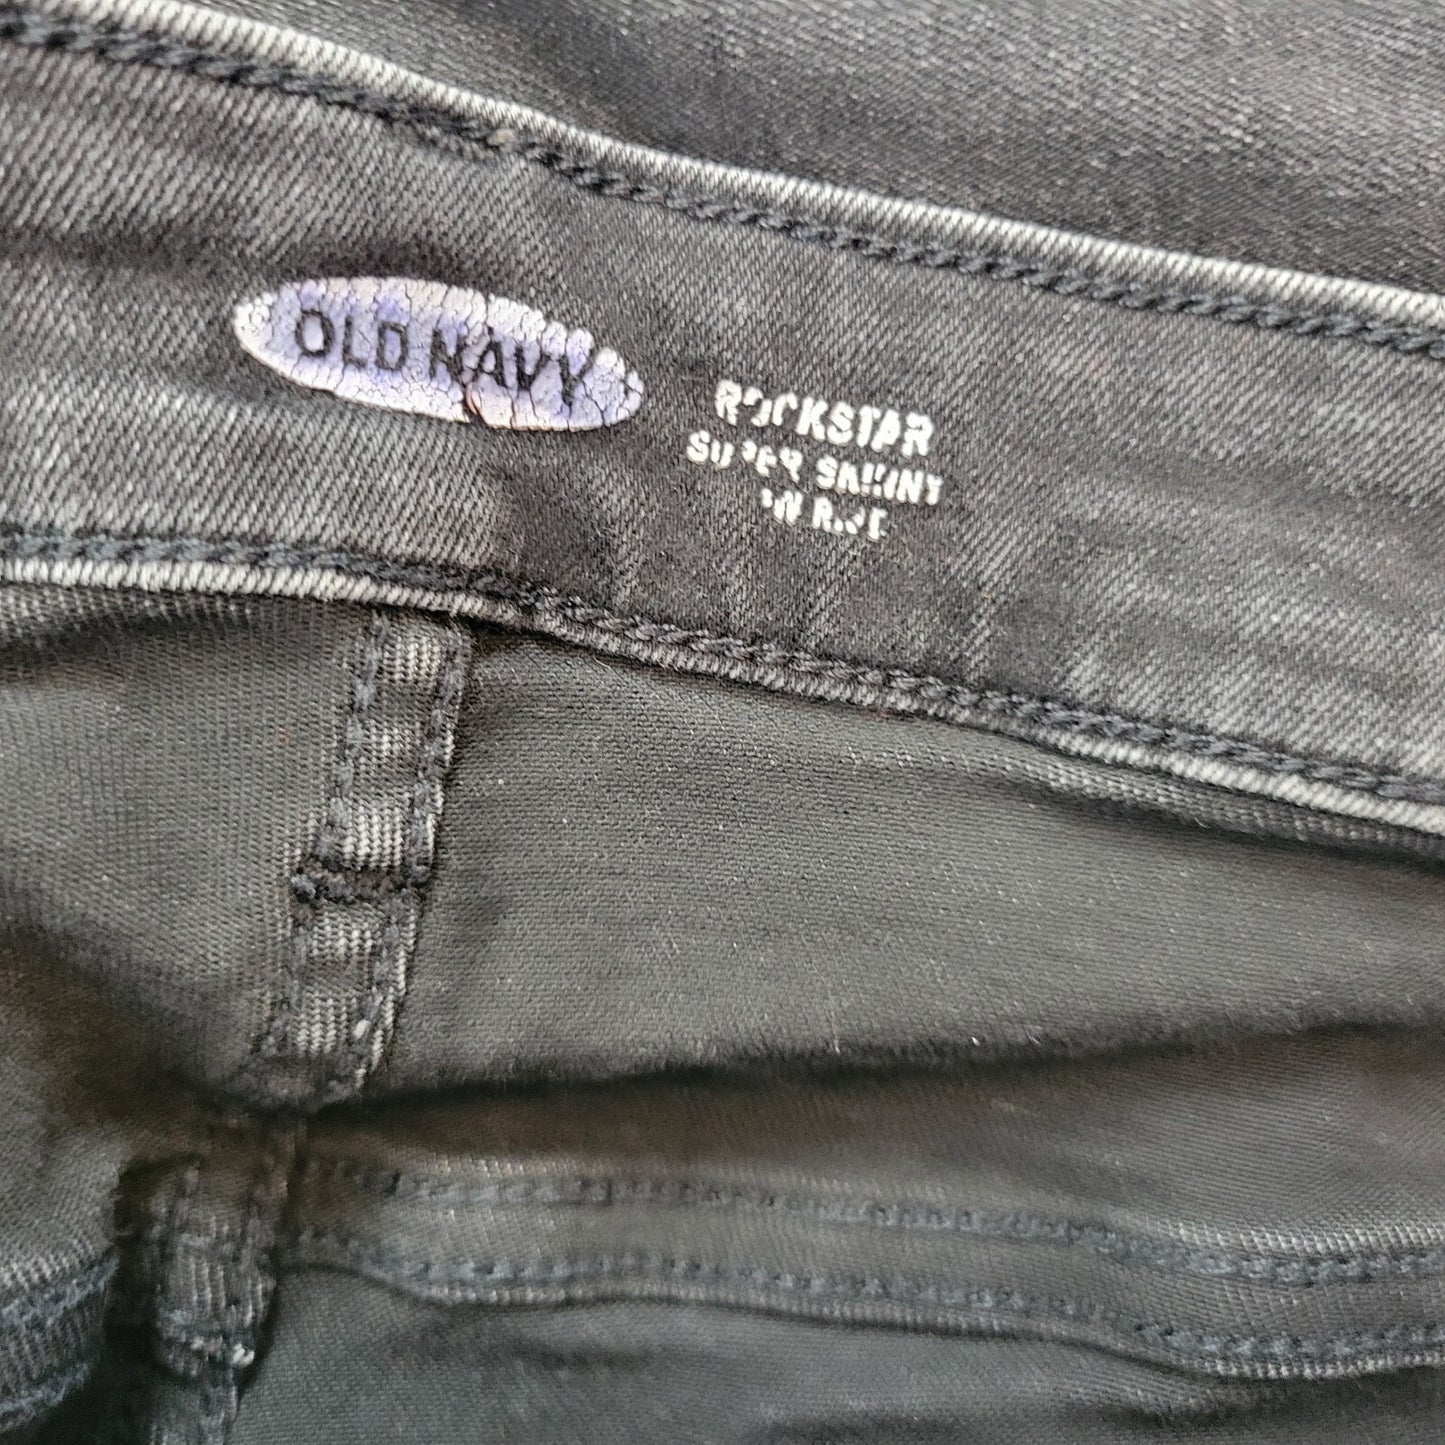 OLD NAVY
ROCKSTAR
SUPER SKINNY